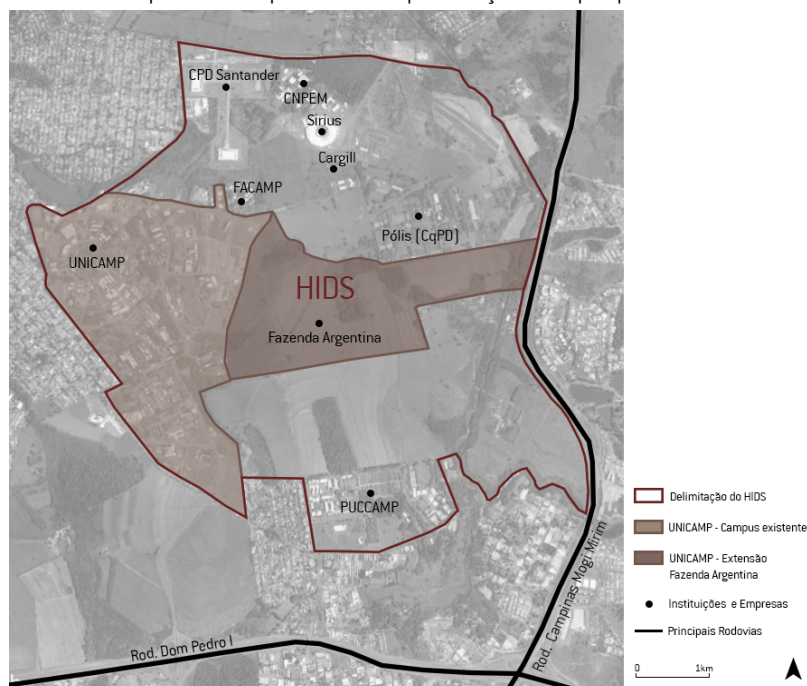 CPD Santander
CNPEM
Sirius
Cargill
FACAMP
Pólis (CqPD)
UNICAMP
HIDS
Fazenda Argentina
PUCCAMP
Rod. Campinas Mogi Mirim
Rod. Dom Pedro I
Delimitação do HIDS
UNICAMP - Campus existente
UNICAMP - Extensão
Fazenda Argentina
Instituições e Empresas
Principais Rodovias
0 1km